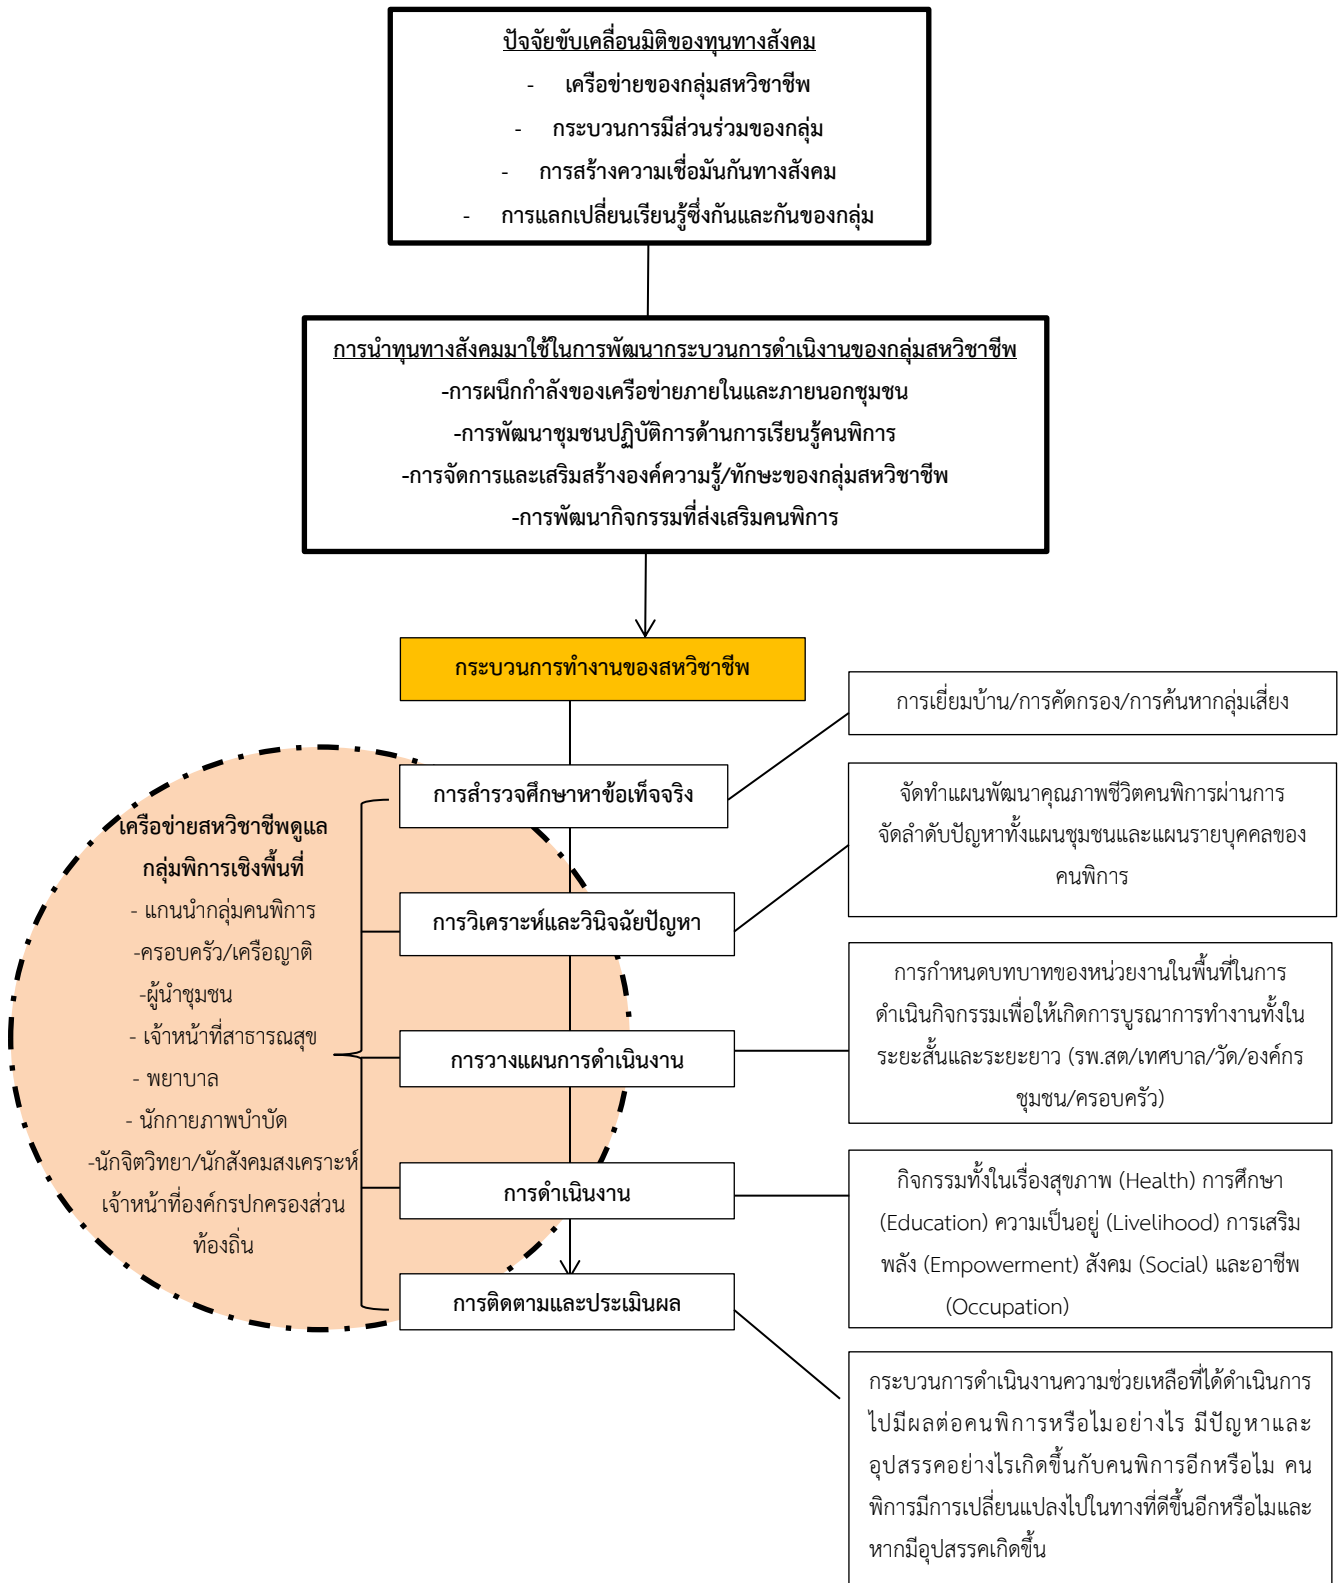 ปัจจัยขับเคลื่อนมิติของทุนทางสังคม
- เครือข่ายของกลุ่มสหวิชาชีพ
- กระบวนการมีส่วนร่วมของกลุ่ม
- การสร้างความเชื่อมันกันทางสังคม
- การแลกเปลี่ยนเรียนรู้ซึ่งกันและกันของกลุ่ม
การนำทุนทางสังคมมาใช้ในการพัฒนากระบวนการดำเนิงานของกลุ่มสหวิชาชีพ
-การผนึกกำลังของเครือข่ายภายในและภายนอกชุมชน
-การพัฒนาชุมชนปฏิบัติการด้านการเรียนรู้คนพิการ
-การจัดการและเสริมสร้างองค์ความรู้/ทักษะของกลุ่มสหวิชาชีพ
-การพัฒนากิจกรรมที่ส่งเสริมคนพิการ
กระบวนการทำงานของสหวิชาชีพ
เครือข่ายสหวิชาชีพดูแล
กลุ่มพิการเชิงพื้นที่
- แกนนำกลุ่มคนพิการ
-ครอบครัว/เครือญาติ
-ผู้นำชุมชน
- เจ้าหน้าที่สาธารณสุข
- พยาบาล
- นักกายภาพบำบัด
-นักจิตวิทยา/นักสังคมสงเคราะห์
เจ้าหน้าที่องค์กรปกครองส่วน
ท้องถิ่น
การสำรวจศึกษาหาข้อเท็จจริง
การเยี่ยมบ้าน/การคัดกรอง/การค้นหากลุ่มเสี่ยง
การวิเคราะห์และวินิจฉัยปัญหา
จัดทำแผนพัฒนาคุณภาพชีวิตคนพิการผ่านการ
จัดลำดับปัญหาทั้งแผนชุมชนและแผนรายบุคคลของ
คนพิการ
การวางแผนการดำเนินงาน
การกำหนดบทบาทของหน่วยงานในพื้นที่ในการ
ดำเนินกิจกรรมเพื่อให้เกิดการบูรณาการทำงานทั้งใน
ระยะสั้นและระยะยาว (รพ.สต/เทศบาล/วัด/องค์กร
ชุมชน/ครอบครัว)
การดำเนินงาน
กิจกรรมทั้งในเรื่องสุขภาพ (Health) การศึกษา
(Education) ความเป็นอยู่ (Livelihood) การเสริม
พลัง (Empowerment) สังคม (Social) และอาชีพ
(Occupation)
การติดตามและประเมินผล
กระบวนการดำเนินงานความช่วยเหลือที่ได้ดำเนินการ
ไปมีผลต่อคนพิการหรือไมอย่างไร มีปัญหาและ
อุปสรรคอย่างไรเกิดขึ้นกับคนพิการอีกหรือไม คน
พิการมีการเปลี่ยนแปลงไปในทางที่ดีขึ้นอีกหรือไมและ
หากมีอุปสรรคเกิดขึ้น